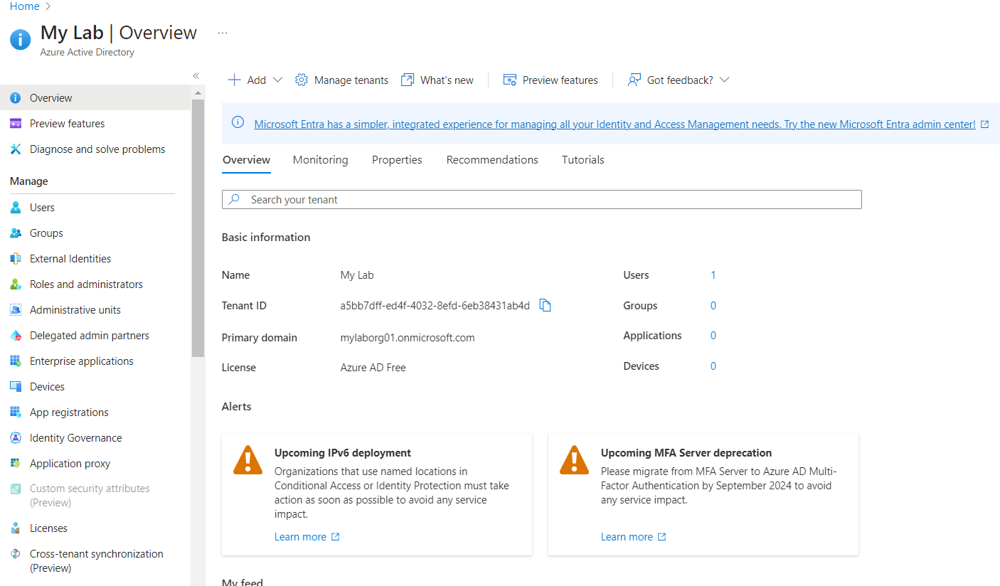 Home
My Lab | Overview
Azure Active Directory
Overview
Preview features
Diagnose and solve problems
Manage
Users
Groups
External Identities
Roles and administrators
Administrative units
Delegated admin partners
Enterprise applications
Devices
App registrations
Identity Governance
Application proxy
Custom security attributes
(Preview)
Licenses
Cross-tenant synchronization
(Preview)
Add
Manage tenants
What's new
Preview features
Got feedback?
Microsoft Entra has a simpler, integrated experience for managing all your Identity and Access Management needs. Try the new Microsoft Entra admin center!
Overview
Monitoring
Properties
Recommendations
Tutorials
Search your tenant
Basic information
Name My Lab
Tenant ID a5bb7dff-ed4f-4032-8efd-6eb38431ab4d
Primary domain mylaborg01.onmicrosoft.com
License Azure AD Free
Users 1
Groups 0
Applications 0
Devices 0
Alerts
Upcoming IPv6 deployment
Organizations that use named locations in
Conditional Access or Identity Protection must take
action as soon as possible to avoid any service
impact.
Learn more
Upcoming MFA Server deprecation
Please migrate from MFA Server to Azure AD Multi-
Factor Authentication by September 2024 to avoid
any service impact.
Learn more
My feed